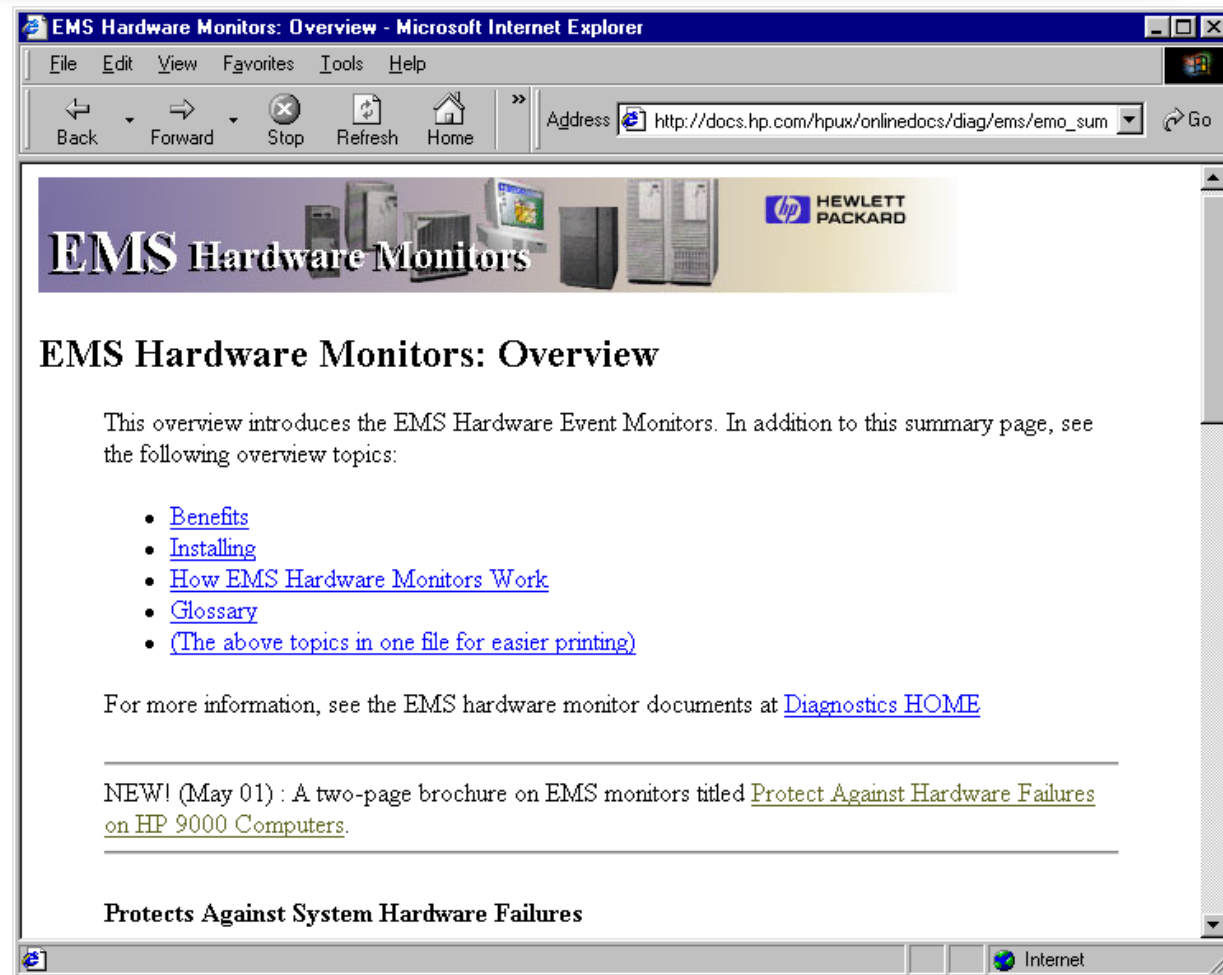 EMS Hardware Monitors: Overview - Microsoft Internet Explorer
File Edit View Favorites Tools Help
Back Forward Stop Refresh Home » Address http://docs.hp.com/hpux/onlinedocs/diag/ems/emo_sum Go
hp HEWLETT
PACKARD
EMS Hardware Monitors
EMS Hardware Monitors: Overview
This overview introduces the EMS Hardware Event Monitors. In addition to this summary page, see
the following overview topics:
• Benefits
• Installing
• How EMS Hardware Monitors Work
• Glossary
• (The above topics in one file for easier printing)
For more information, see the EMS hardware monitor documents at Diagnostics HOME
NEW! (May 01) : A two-page brochure on EMS monitors titled Protect Against Hardware Failures
on HP 9000 Computers.
Protects Against System Hardware Failures
Internet